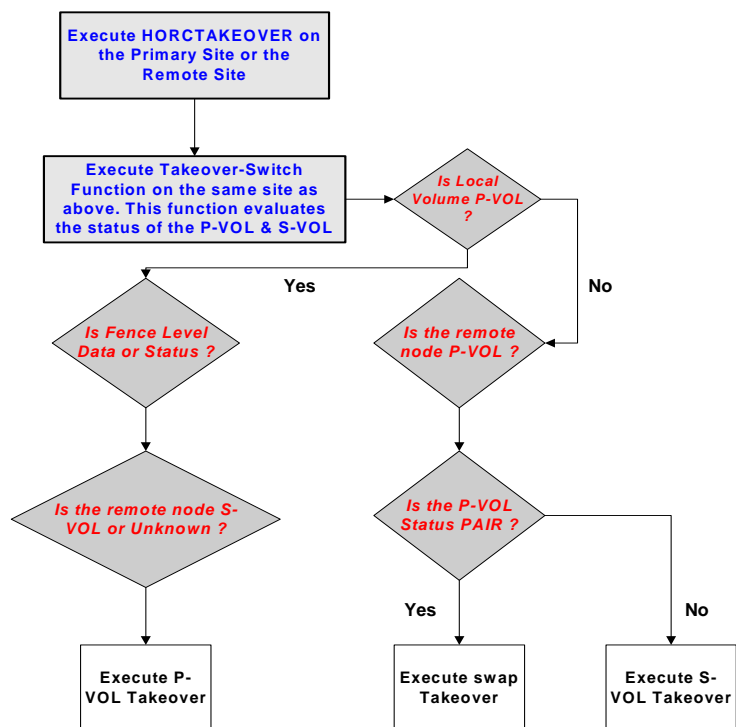 Execute HORCTAKEOVER on
the Primary Site or the
Remote Site
Execute Takeover-Switch
Function on the same site as
above. This function evaluates
the status of the P-VOL & S-VOL
Is Local
Volume P-VOL
?
Yes
No
Is Fence Level
Data or Status ?
Is the remote
node P-VOL ?
Is the remote node S-
VOL or Unknown ?
Is the P-VOL
Status PAIR ?
Yes
No
Execute P-
VOL Takeover
Execute swap
Takeover
Execute S-
VOL Takeover